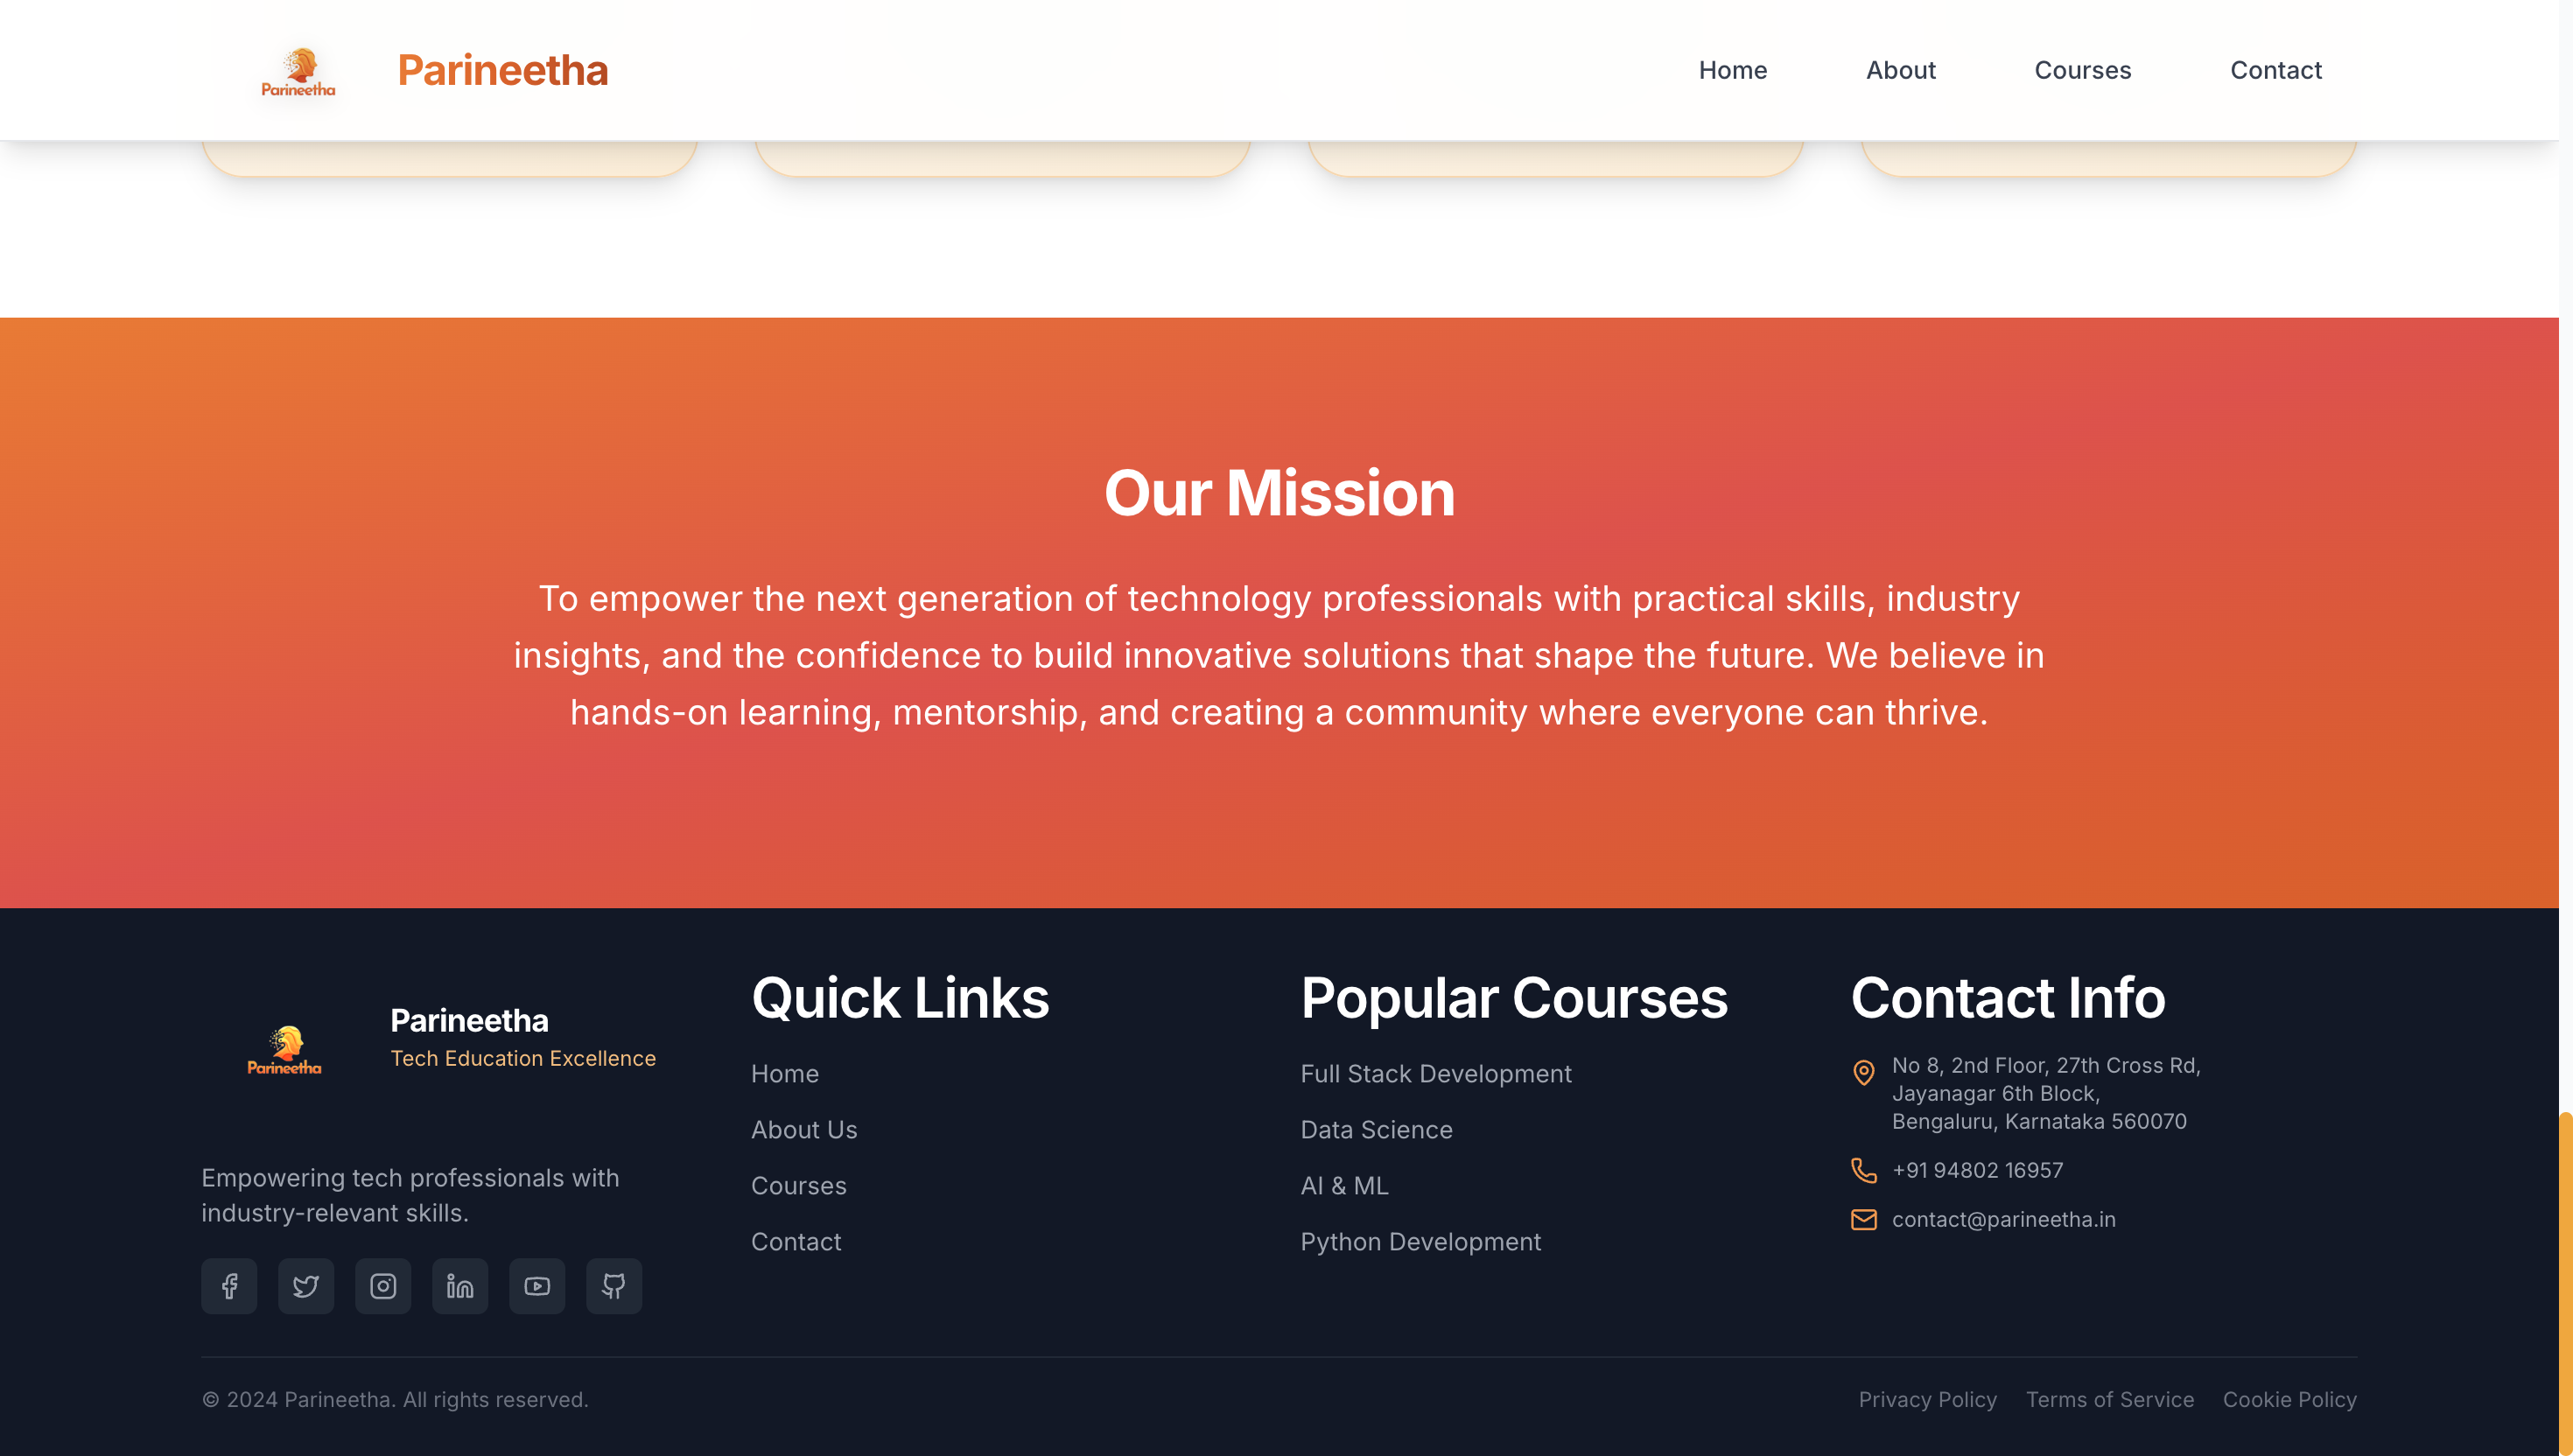 Parineetha
Parineetha
Home
About
Courses
Contact
Our Mission
To empower the next generation of technology professionals with practical skills, industry
insights, and the confidence to build innovative solutions that shape the future. We believe in
hands-on learning, mentorship, and creating a community where everyone can thrive.
Parineetha
Parineetha
Tech Education Excellence
Empowering tech professionals with
industry-relevant skills.
Quick Links
Home
About Us
Courses
Contact
Popular Courses
Full Stack Development
Data Science
AI & ML
Python Development
Contact Info
No 8, 2nd Floor, 27th Cross Rd,
Jayanagar 6th Block,
Bengaluru, Karnataka 560070
+91 94802 16957
contact@parineetha.in
© 2024 Parineetha. All rights reserved.
Privacy Policy
Terms of Service
Cookie Policy